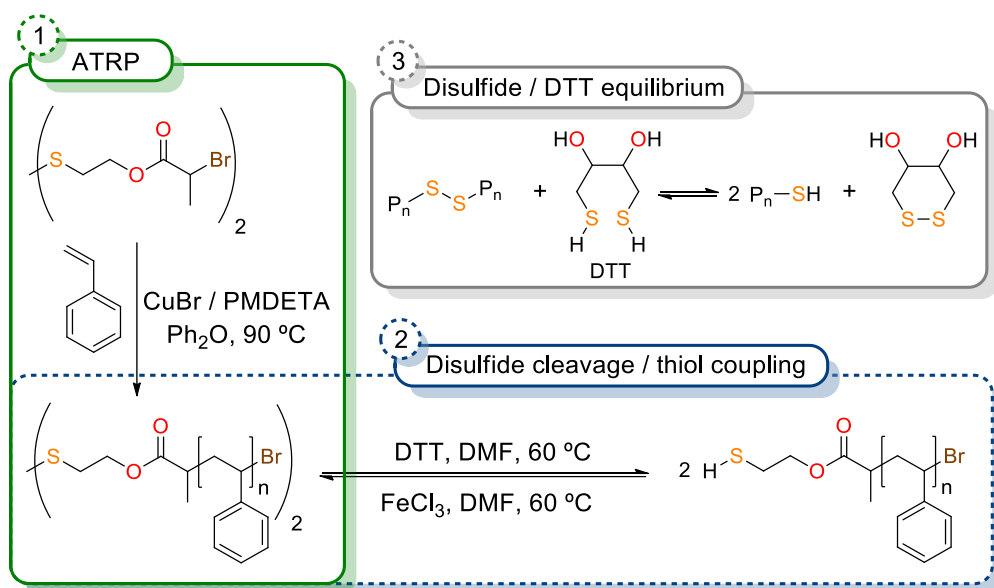 1
ATRP
S
O
O
Br
2
CuBr / PMDETA
Ph₂O, 90 ºC
3
Disulfide / DTT equilibrium
Pₙ
S
S
Pₙ
+
HO
OH
S
H
S
H
DTT
2 Pₙ SH
+
HO
OH
S S
2
Disulfide cleavage / thiol coupling
S
O
O
Br
n
2
DTT, DMF, 60 ºC
FeCl₃, DMF, 60 ºC
2 H
S
O
O
Br
n